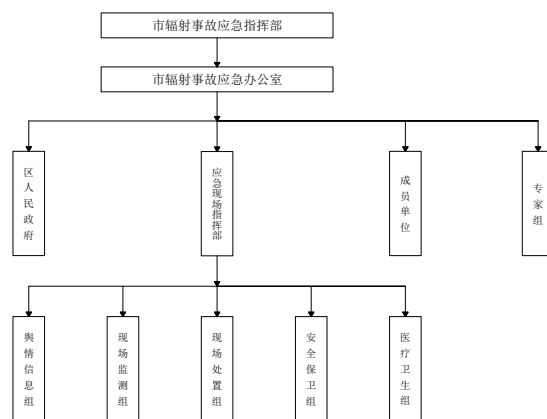 市辐射事故应急指挥部
市辐射事故应急办公室
区人民政府
应急现场指挥部
成员单位
专家组
舆情信息组
现场监测组
现场处置组
安全保卫组
医疗卫生组